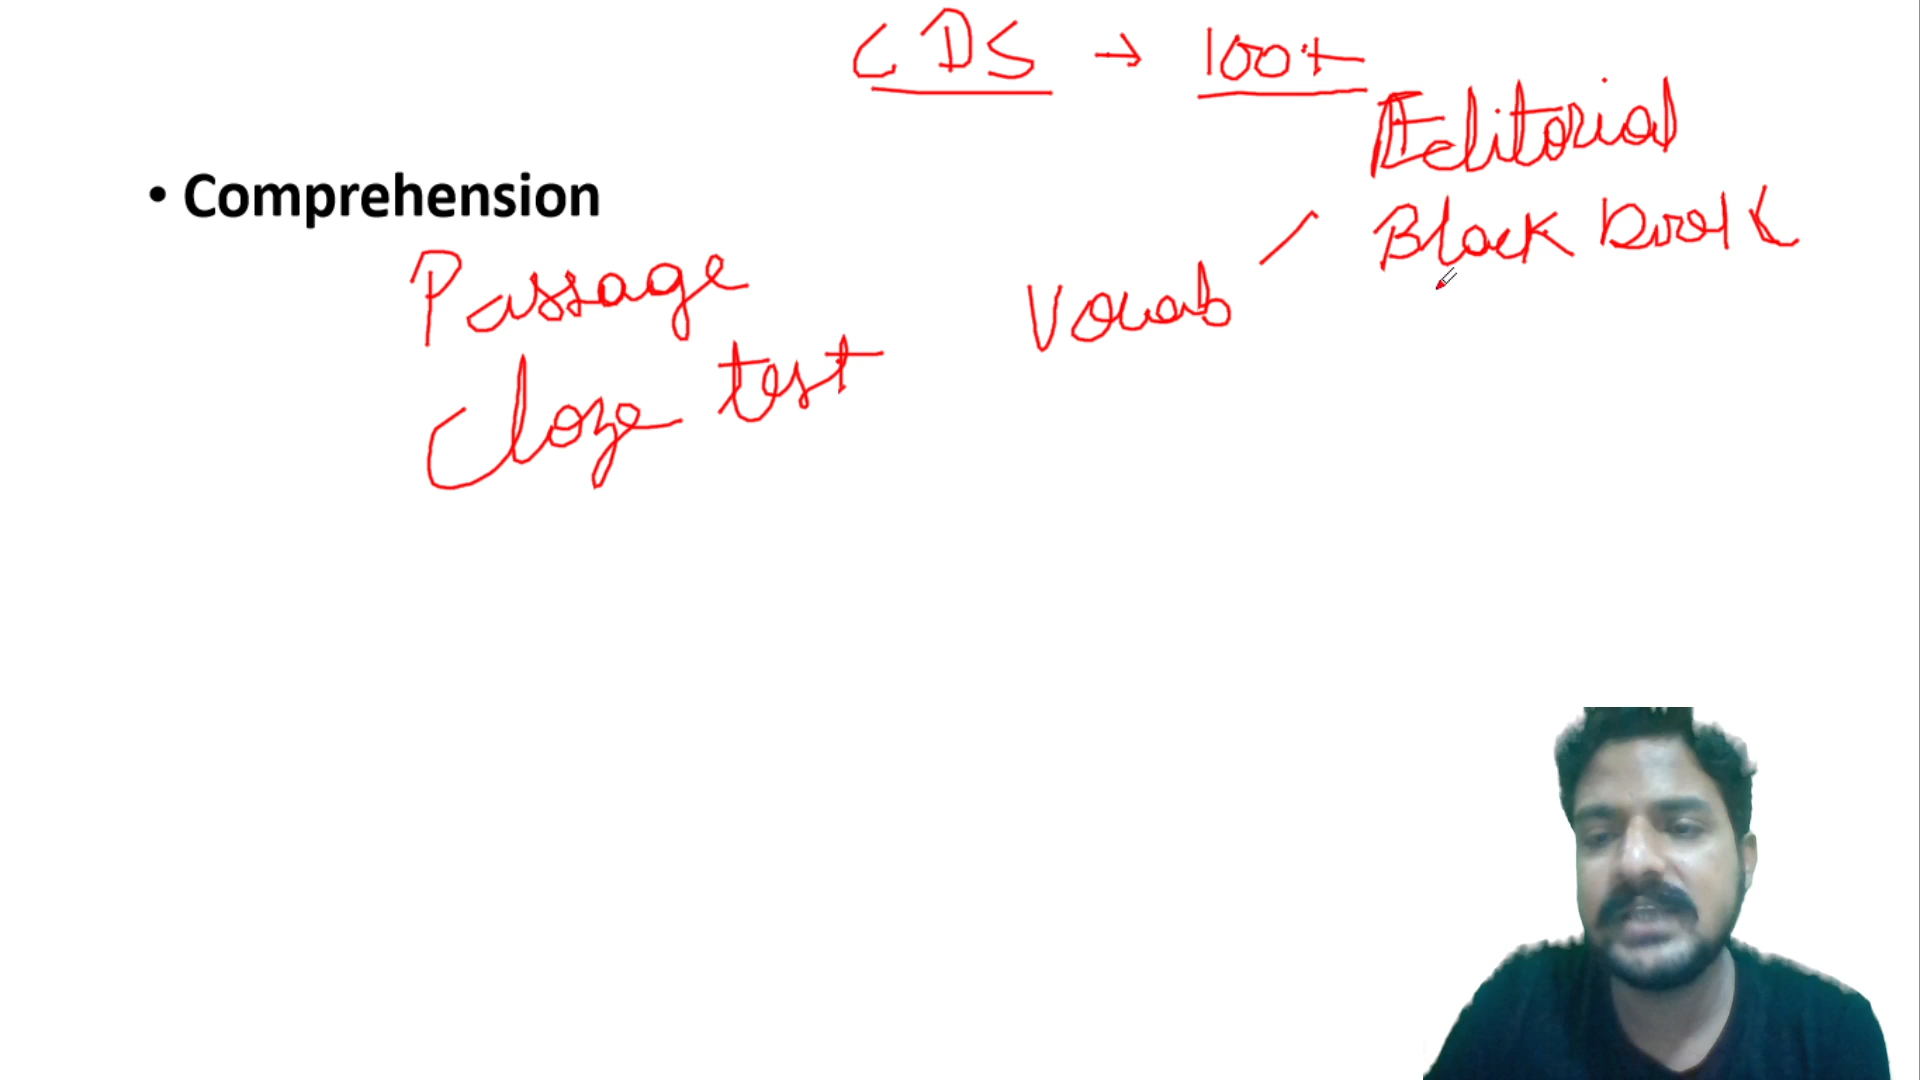 CDS → 100+
Editorial
• Comprehension
Black Book
Passage
Vocab
Cloze test